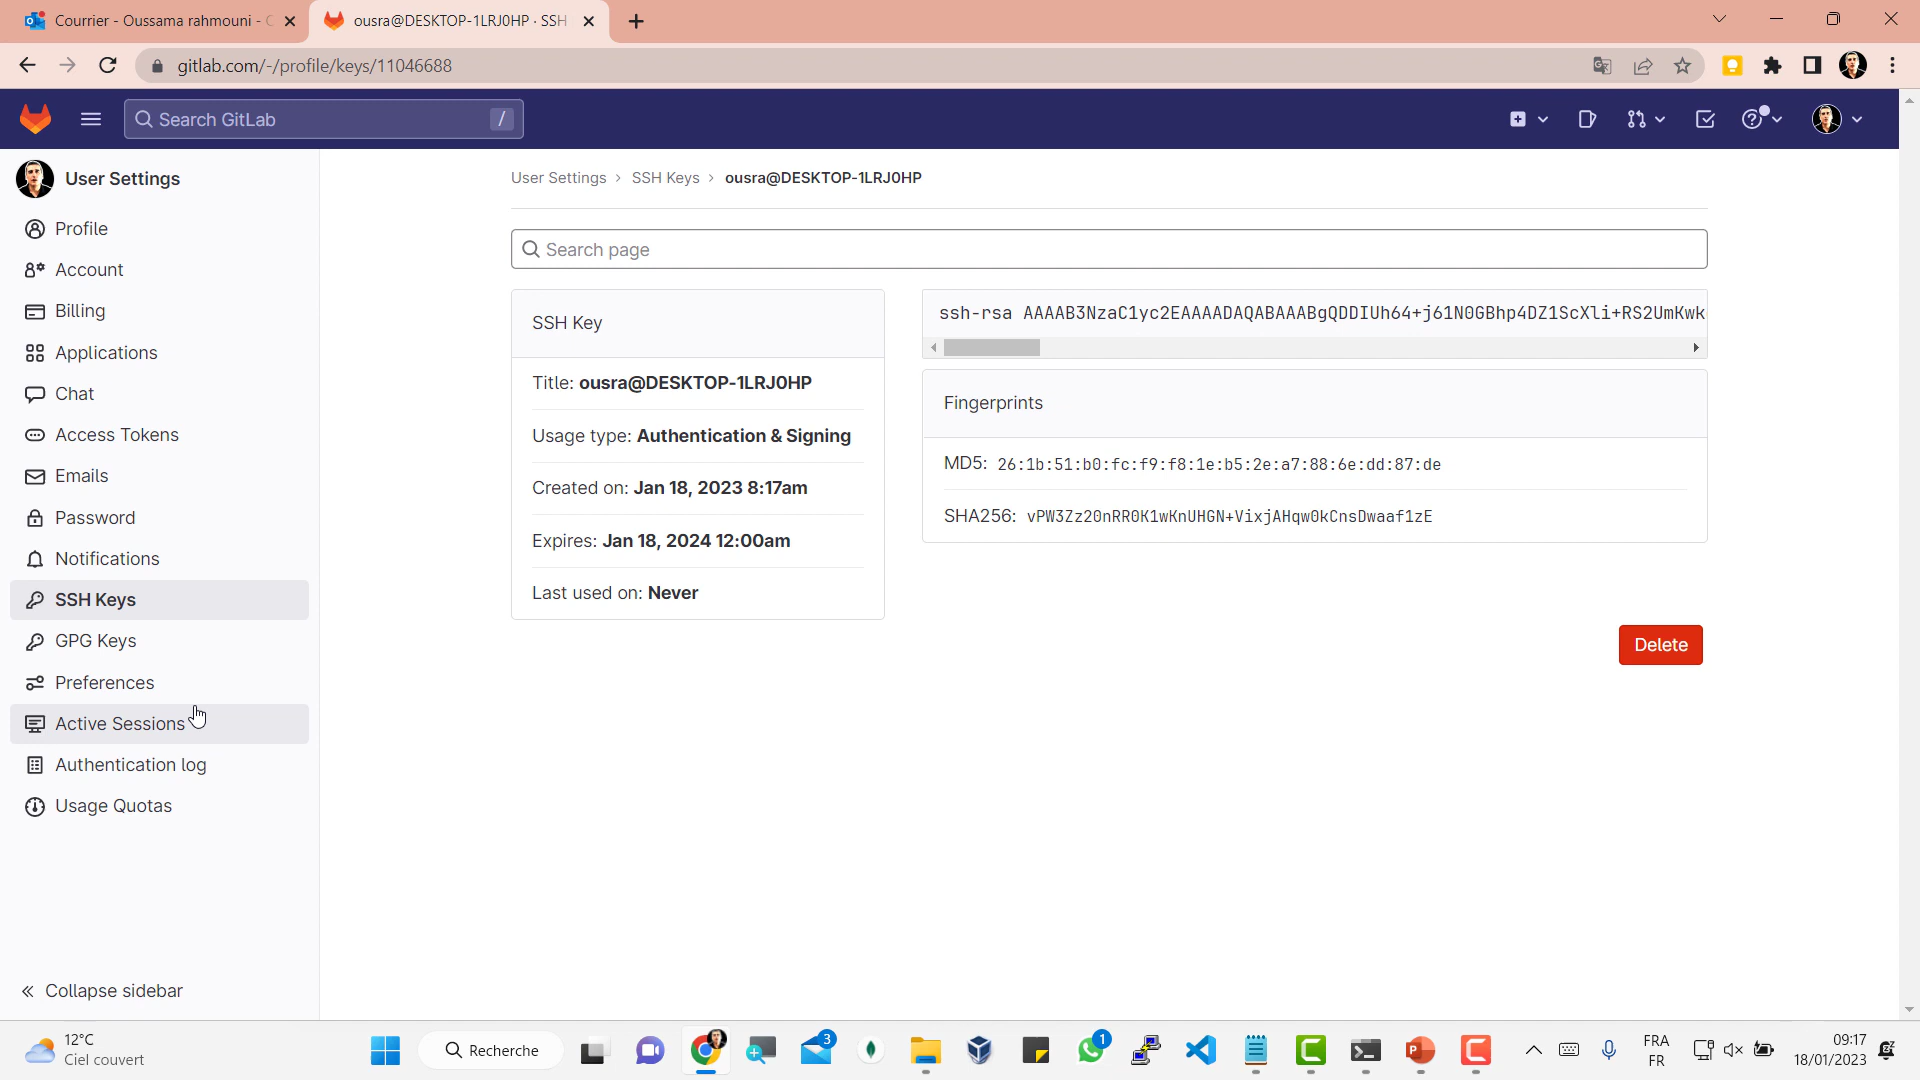 Courrier - Oussama rahmouni -
ousra@DESKTOP-1LRJ0HP · SSH
gitlab.com/-/profile/keys/11046688
Search GitLab
/
User Settings
Profile
Account
Billing
Applications
Chat
Access Tokens
Emails
Password
Notifications
SSH Keys
GPG Keys
Preferences
Active Sessions
Authentication log
Usage Quotas
Collapse sidebar
User Settings › SSH Keys › ousra@DESKTOP-1LRJ0HP
Search page
SSH Key
Title: ousra@DESKTOP-1LRJ0HP
Usage type: Authentication & Signing
Created on: Jan 18, 2023 8:17am
Expires: Jan 18, 2024 12:00am
Last used on: Never
ssh-rsa AAAAB3NzaC1yc2EAAAADAQABAAABgQDDIUh64+j61N0GBhp4DZ1ScXli+RS2UmKwk
Fingerprints
MD5: 26:1b:51:b0:fc:f9:f8:1e:b5:2e:a7:88:6e:dd:87:de
SHA256: vPW3Zz20nRR0K1wKnUHGN+VixjAHqw0kCnsDwaaf1zE
Delete
12°C
Ciel couvert
Recherche
3
1
FRA
FR
09:17
18/01/2023